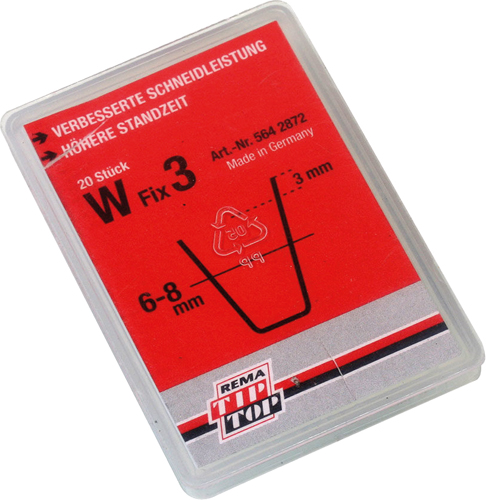 VERBESSERTE SCHNEIDLEISTUNG
HÖHERE STANDZEIT
20 Stück
W Fix 3
Art.-Nr. 564 2872
Made in Germany
3 mm
6-8 mm
PP
REMA
TIP
TOP